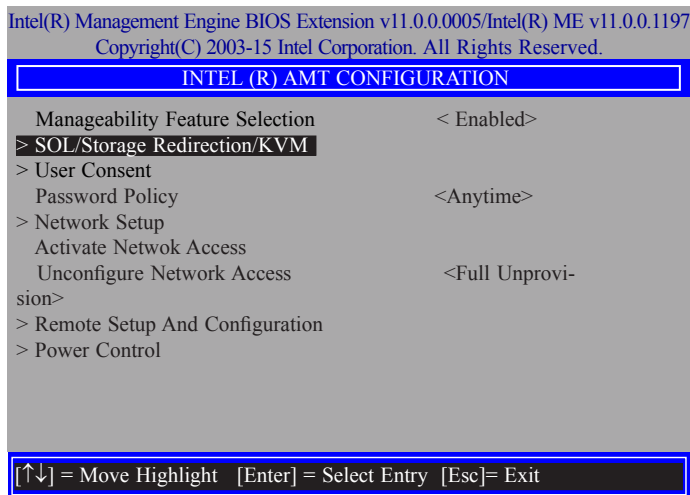 Intel(R) Management Engine BIOS Extension v11.0.0.0005/Intel(R) ME v11.0.0.1197
Copyright(C) 2003-15 Intel Corporation. All Rights Reserved.
INTEL (R) AMT CONFIGURATION
Manageability Feature Selection < Enabled>
> SOL/Storage Redirection/KVM
> User Consent
Password Policy <Anytime>
> Network Setup
Activate Netwok Access
Unconfigure Network Access <Full Unprovi-
sion>
> Remote Setup And Configuration
> Power Control
[↑↓] = Move Highlight [Enter] = Select Entry [Esc]= Exit